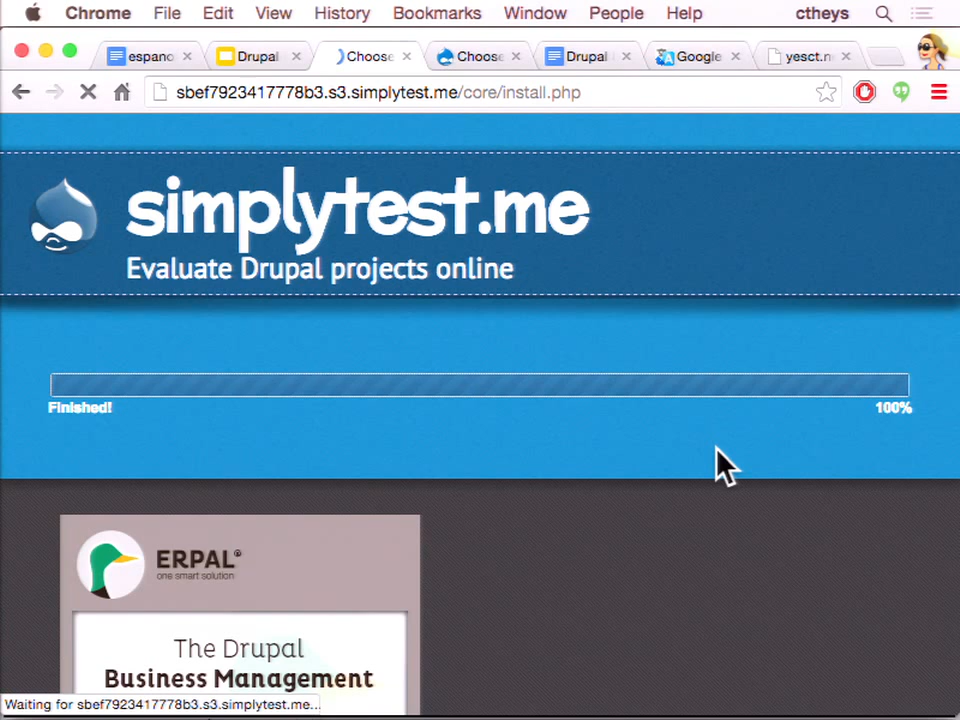 Chrome File Edit View History Bookmarks Window People Help ctheys
espano Drupal Choose Choose Drupal Google yesct.n
sbef7923417778b3.s3.simplytest.me/core/install.php
simplytest.me
Evaluate Drupal projects online
Finished! 100%
ERPAL®
one smart solution
The Drupal
Business Management
Waiting for sbef7923417778b3.s3.simplytest.me...